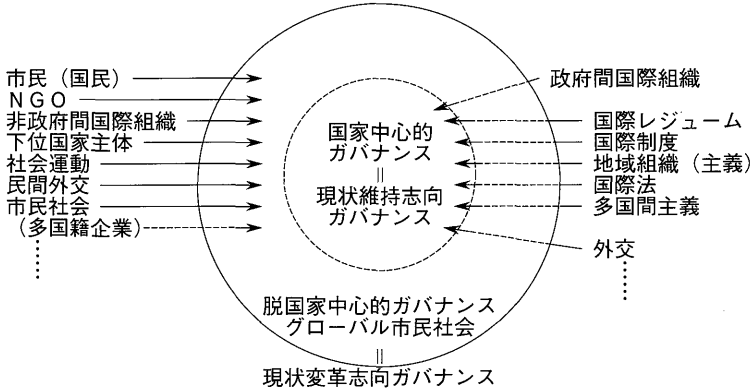 市民（国民）
NGO
非政府間国際組織
下位国家主体
社会運動
民間外交
市民社会
（多国籍企業）
国家中心的
ガバナンス
＝
現状維持志向
ガバナンス
政府間国際組織
国際レジューム
国際制度
地域組織（主義）
国際法
多国間主義
外交
脱国家中心的ガバナンス
グローバル市民社会
＝
現状変革志向ガバナンス